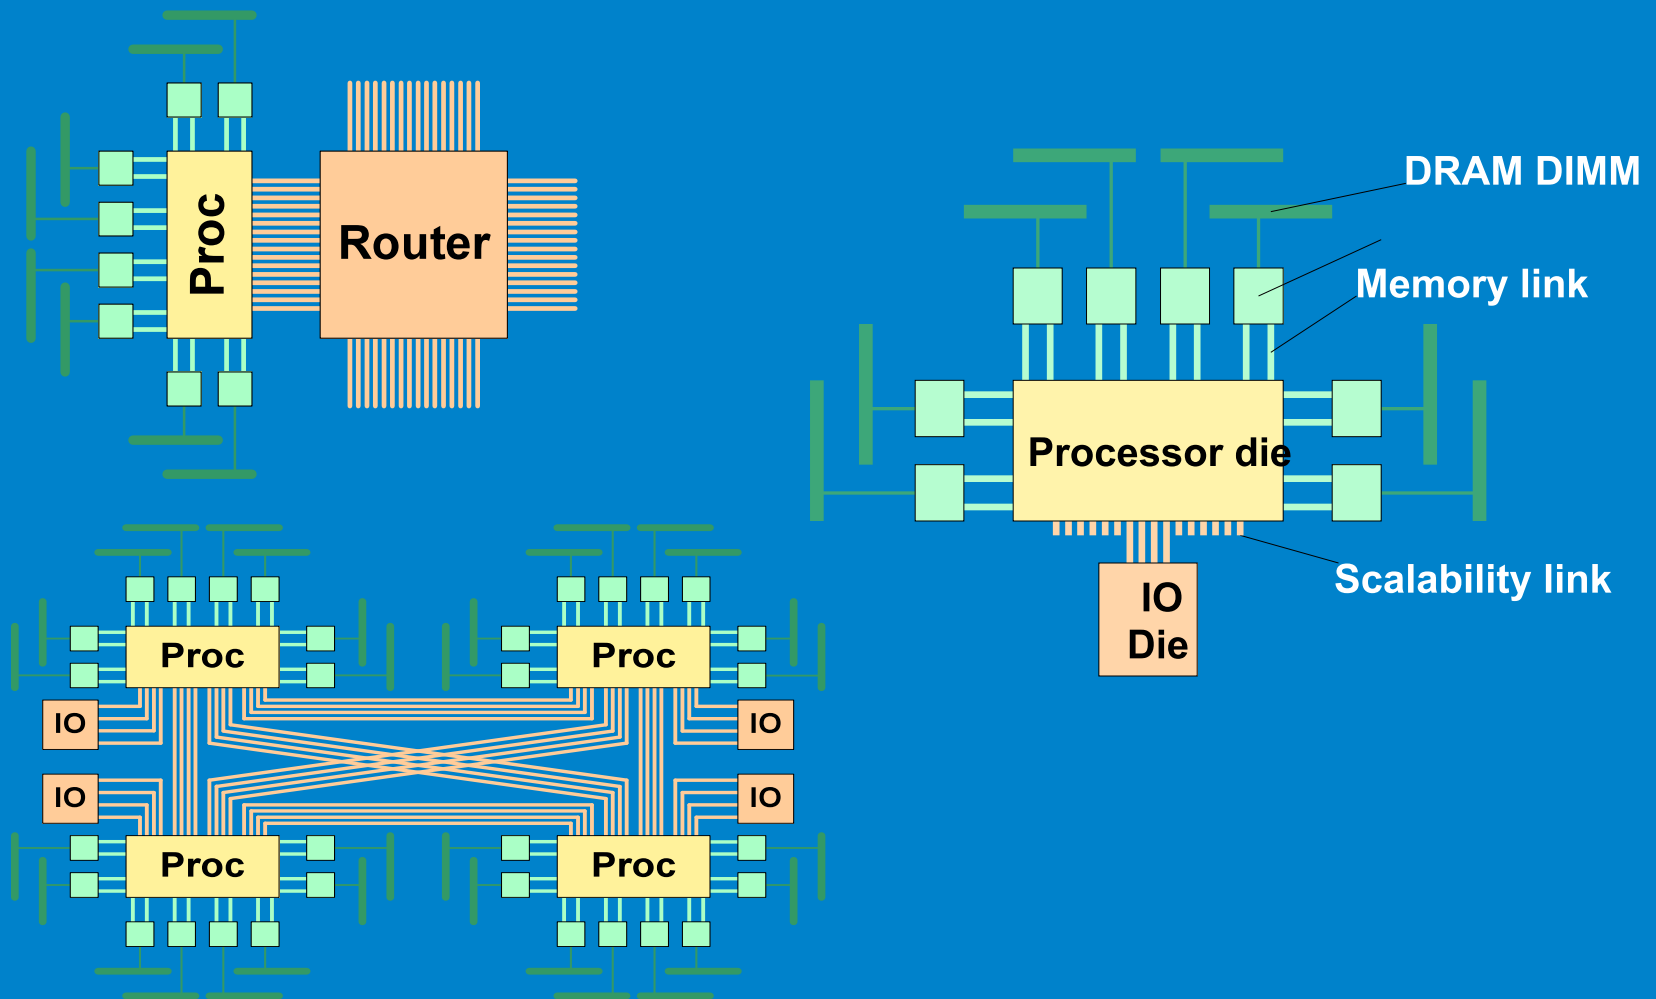 Proc
Router
DRAM DIMM
Memory link
Processor die
Scalability link
IO
Die
Proc
Proc
IO
IO
IO
IO
Proc
Proc